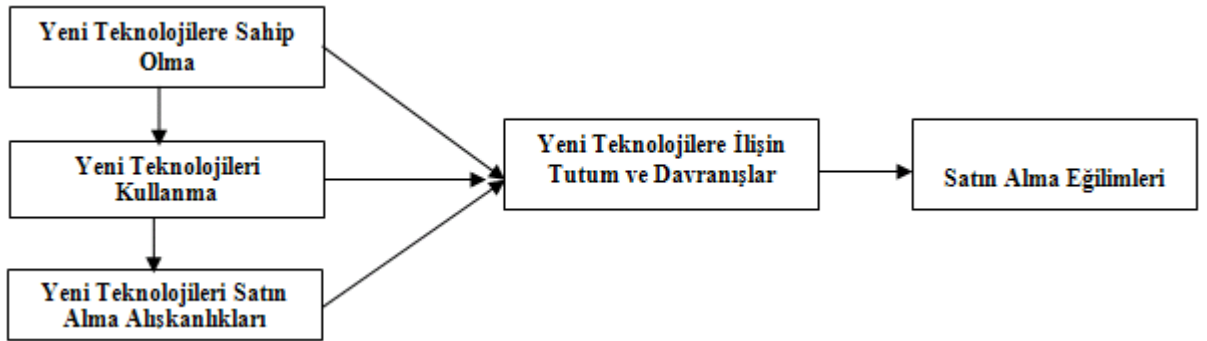 Yeni Teknolojilere Sahip
Olma
Yeni Teknolojileri
Kullanma
Yeni Teknolojileri Satın
Alma Alışkanlıkları
Yeni Teknolojilere İlişin
Tutum ve Davranışlar
Satın Alma Eğilimleri